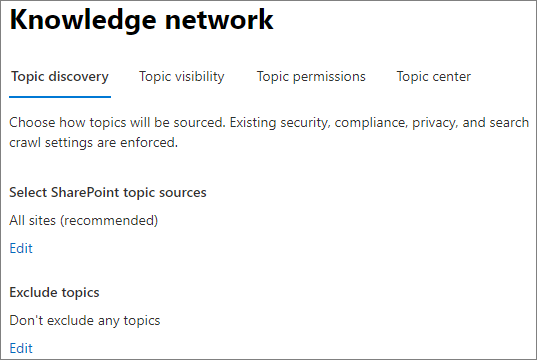 Knowledge network
Topic discovery Topic visibility Topic permissions Topic center
Choose how topics will be sourced. Existing security, compliance, privacy, and search
crawl settings are enforced.
Select SharePoint topic sources
All sites (recommended)
Edit
Exclude topics
Don't exclude any topics
Edit